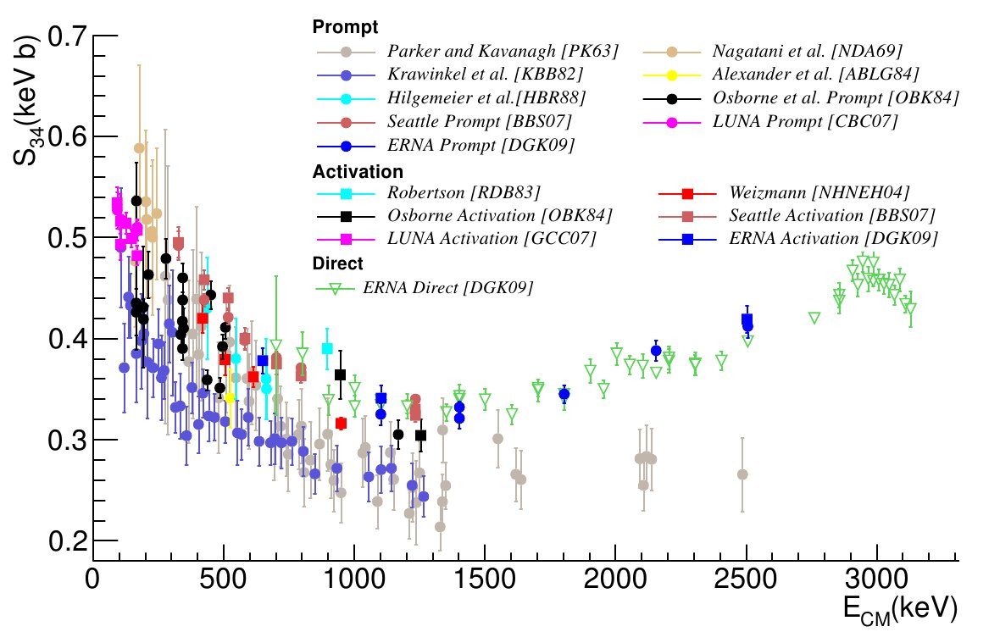 Prompt
Parker and Kavanagh [PK63]
Nagatani et al. [NDA69]
Krawinkel et al. [KBB82]
Alexander et al. [ABLG84]
Hilgemeier et al.[HBR88]
Osborne et al. Prompt [OBK84]
Seattle Prompt [BBS07]
LUNA Prompt [CBC07]
ERNA Prompt [DGK09]
Activation
Robertson [RDB83]
Weizmann [NHNEH04]
Osborne Activation [OBK84]
Seattle Activation [BBS07]
LUNA Activation [GCC07]
ERNA Activation [DGK09]
Direct
ERNA Direct [DGK09]
S34(keV b)
0.7
0.6
0.5
0.4
0.3
0.2
0 500 1000 1500 2000 2500 3000
ECM(keV)